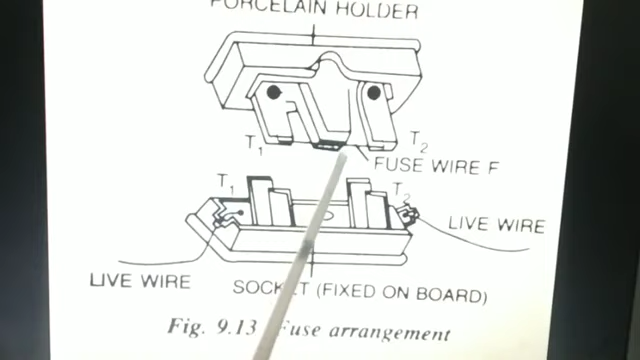 PORCELAIN HOLDER
T1
T2
FUSE WIRE F
T1
T2
LIVE WIRE
LIVE WIRE
(FIXED ON BOARD)
Fig. 9.13 Fuse arrangement